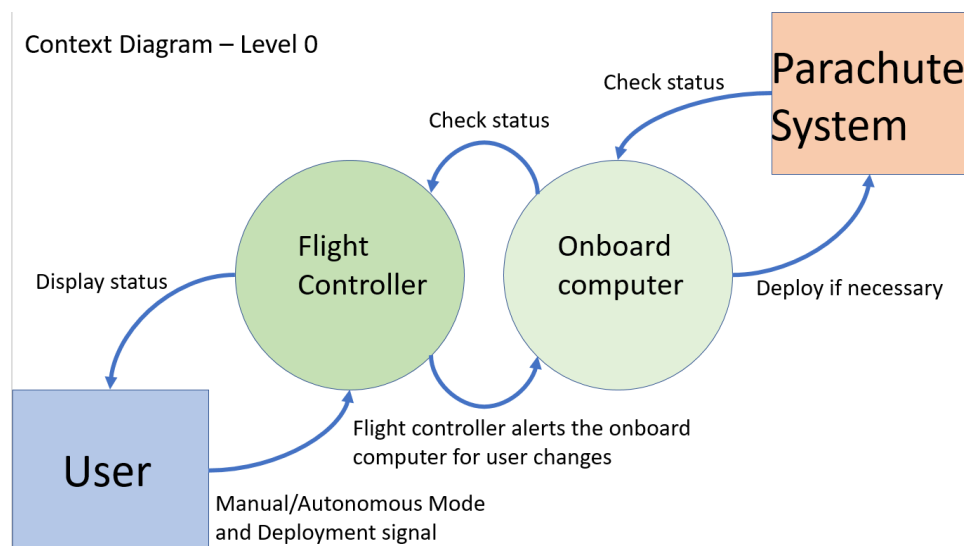 Context Diagram – Level 0
Parachute
System
Check status
Check status
Flight
Controller
Onboard
computer
Display status
Deploy if necessary
Flight controller alerts the onboard
computer for user changes
User
Manual/Autonomous Mode
and Deployment signal